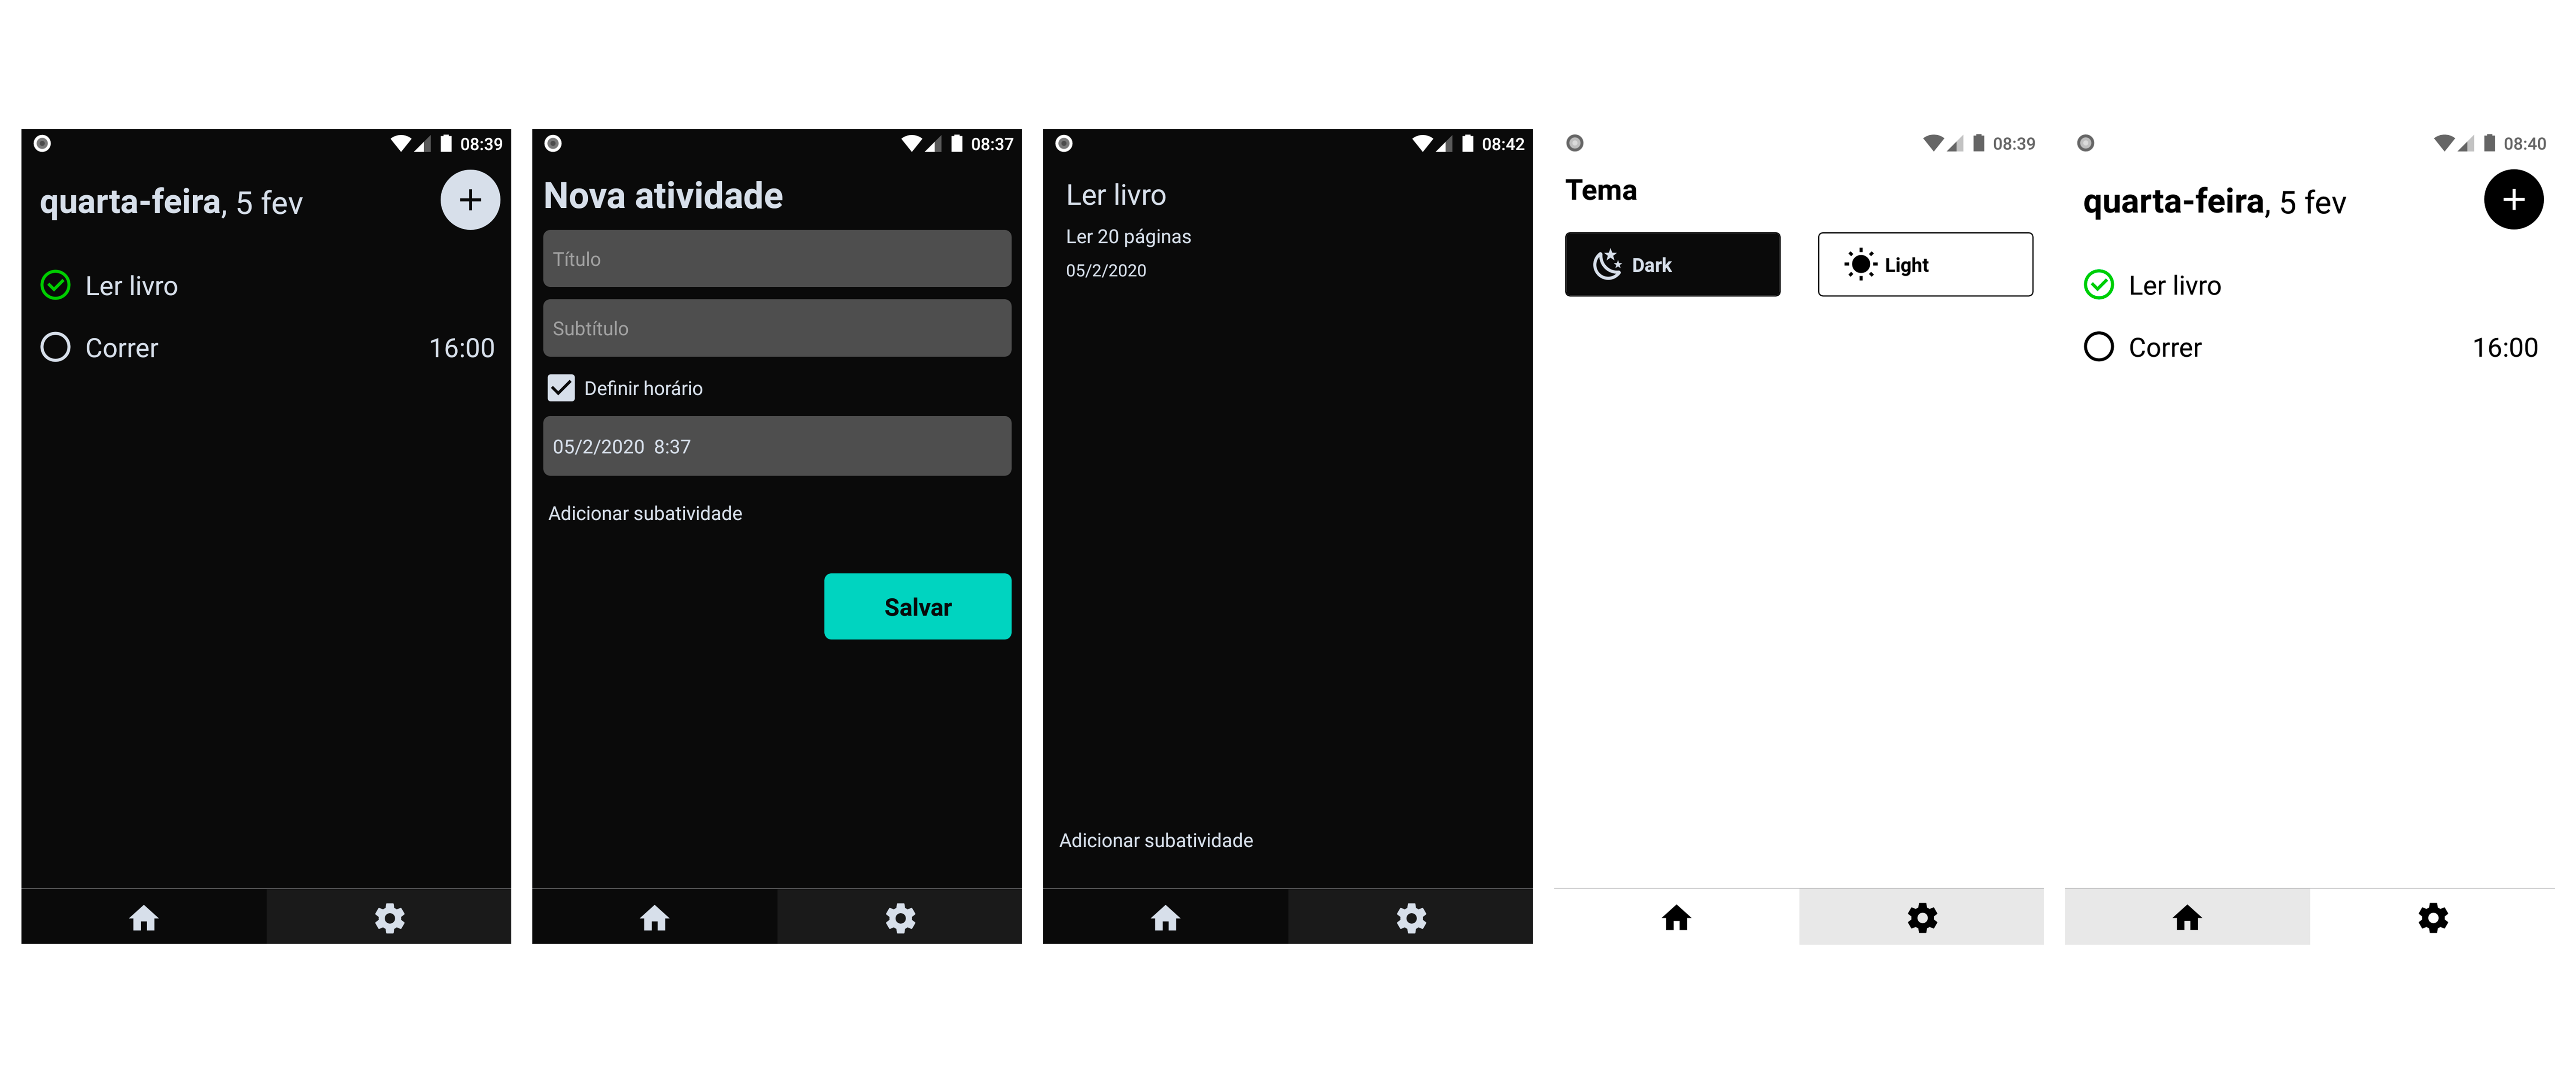 08:39
quarta-feira, 5 fev
Ler livro
Correr 16:00
08:37
Nova atividade
Título
Subtítulo
Definir horário
05/2/2020 8:37
Adicionar subatividade
Salvar
08:42
Ler livro
Ler 20 páginas
05/2/2020
Adicionar subatividade
08:39
Tema
Dark Light
08:40
quarta-feira, 5 fev
Ler livro
Correr 16:00